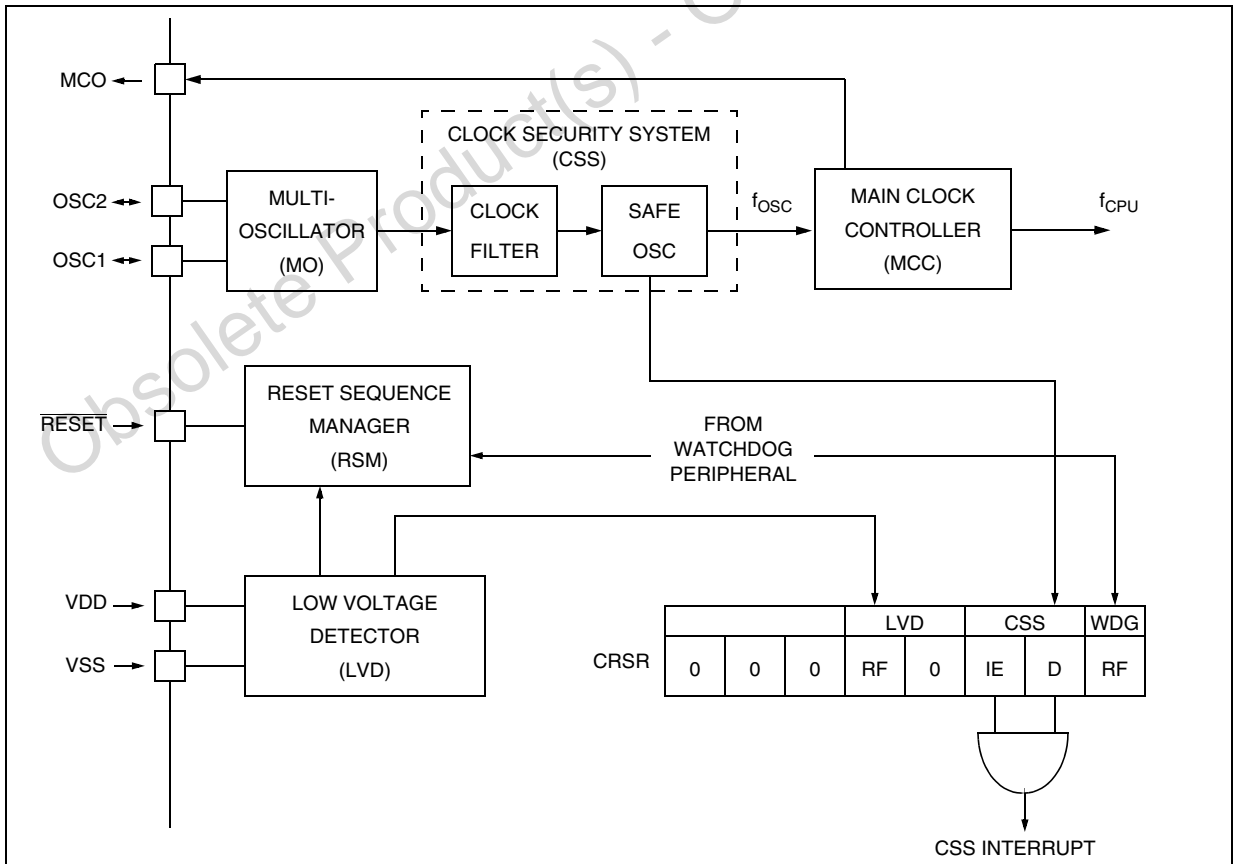 Obsolete Product(s) - O
MCO
CLOCK SECURITY SYSTEM
(CSS)
OSC2
OSC1
MULTI-
OSCILLATOR
(MO)
CLOCK
FILTER
SAFE
OSC
fOSC
MAIN CLOCK
CONTROLLER
(MCC)
fCPU
RESET
RESET SEQUENCE
MANAGER
(RSM)
FROM
WATCHDOG
PERIPHERAL
VDD
VSS
LOW VOLTAGE
DETECTOR
(LVD)
LVD CSS WDG
CRSR 0 0 0 RF 0 IE D RF
CSS INTERRUPT